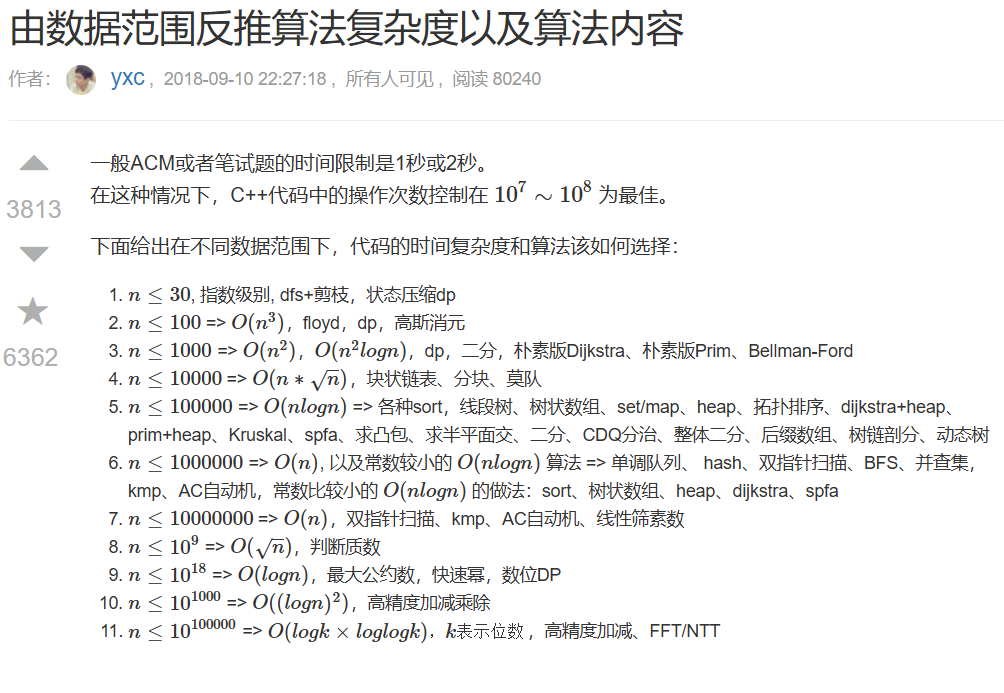 由数据范围反推算法复杂度以及算法内容
作者： yxc ，2018-09-10 22:27:18 ，所有人可见 ，阅读 80240
一般ACM或者笔试题的时间限制是1秒或2秒。
3813
在这种情况下，C++代码中的操作次数控制在 10^7 ∼ 10^8 为最佳。
下面给出在不同数据范围下，代码的时间复杂度和算法该如何选择：
6362
1. n ≤ 30, 指数级别, dfs+剪枝，状态压缩dp
2. n ≤ 100 => O(n^3)，floyd，dp，高斯消元
3. n ≤ 1000 => O(n^2)，O(n^2logn)，dp，二分，朴素版Dijkstra、朴素版Prim、Bellman-Ford
4. n ≤ 10000 => O(n ∗ √n)，块状链表、分块、莫队
5. n ≤ 100000 => O(nlogn) => 各种sort，线段树、树状数组、set/map、heap、拓扑排序、dijkstra+heap、
prim+heap、Kruskal、spfa、求凸包、求半平面交、二分、CDQ分治、整体二分、后缀数组、树链剖分、动态树
6. n ≤ 1000000 => O(n), 以及常数较小的 O(nlogn) 算法 => 单调队列、 hash、双指针扫描、BFS、并查集，
kmp、AC自动机，常数比较小的 O(nlogn) 的做法：sort、树状数组、heap、dijkstra、spfa
7. n ≤ 10000000 => O(n)，双指针扫描、kmp、AC自动机、线性筛素数
8. n ≤ 10^9 => O(√n)，判断质数
9. n ≤ 10^18 => O(logn)，最大公约数，快速幂，数位DP
10. n ≤ 10^1000 => O((logn)^2)，高精度加减乘除
11. n ≤ 10^100000 => O(logk × loglogk)，k表示位数 ，高精度加减、FFT/NTT